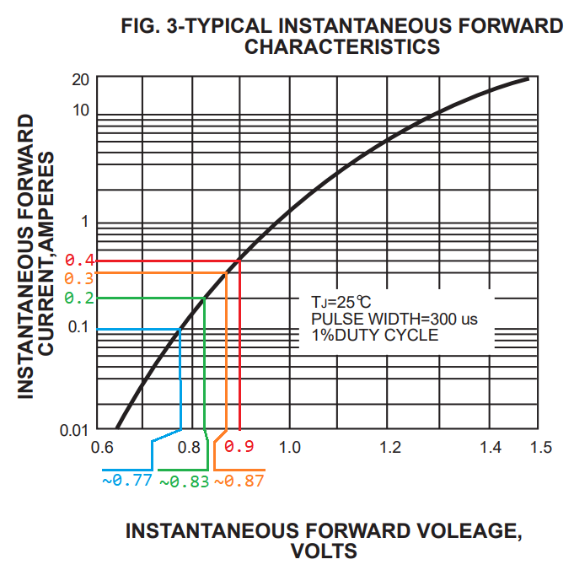 FIG. 3-TYPICAL INSTANTANEOUS FORWARD
CHARACTERISTICS
INSTANTANEOUS FORWARD
CURRENT,AMPERES
20
10
1
0.4
0.3
0.2
0.1
0.01
TJ=25℃
PULSE WIDTH=300 us
1%DUTY CYCLE
0.6
0.8
0.9
1.0
1.2
1.4
1.5
~0.77
~0.83
~0.87
INSTANTANEOUS FORWARD VOLEAGE,
VOLTS